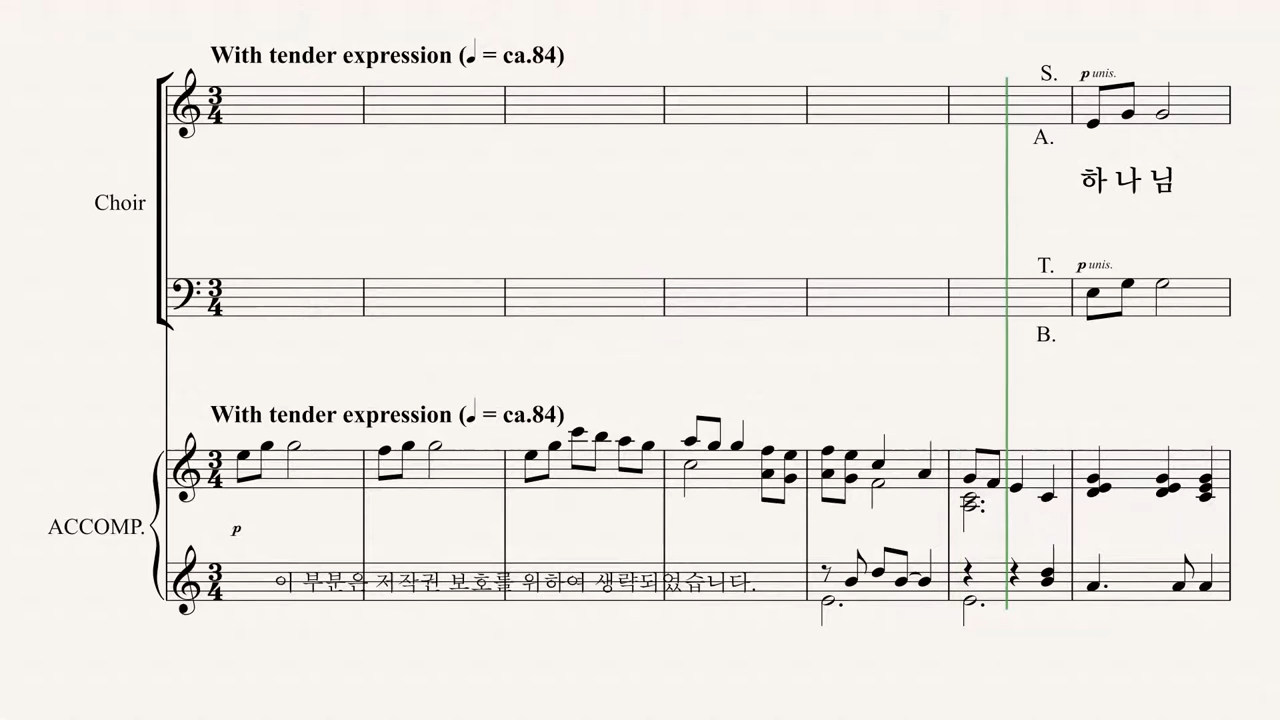 With tender expression (♩ = ca.84)
S. p unis.
A.
하 나 님
Choir
T. p unis.
B.
With tender expression (♩ = ca.84)
p
ACCOMP.
이 부분은 저작권 보호를 위하여 생략되었습니다.